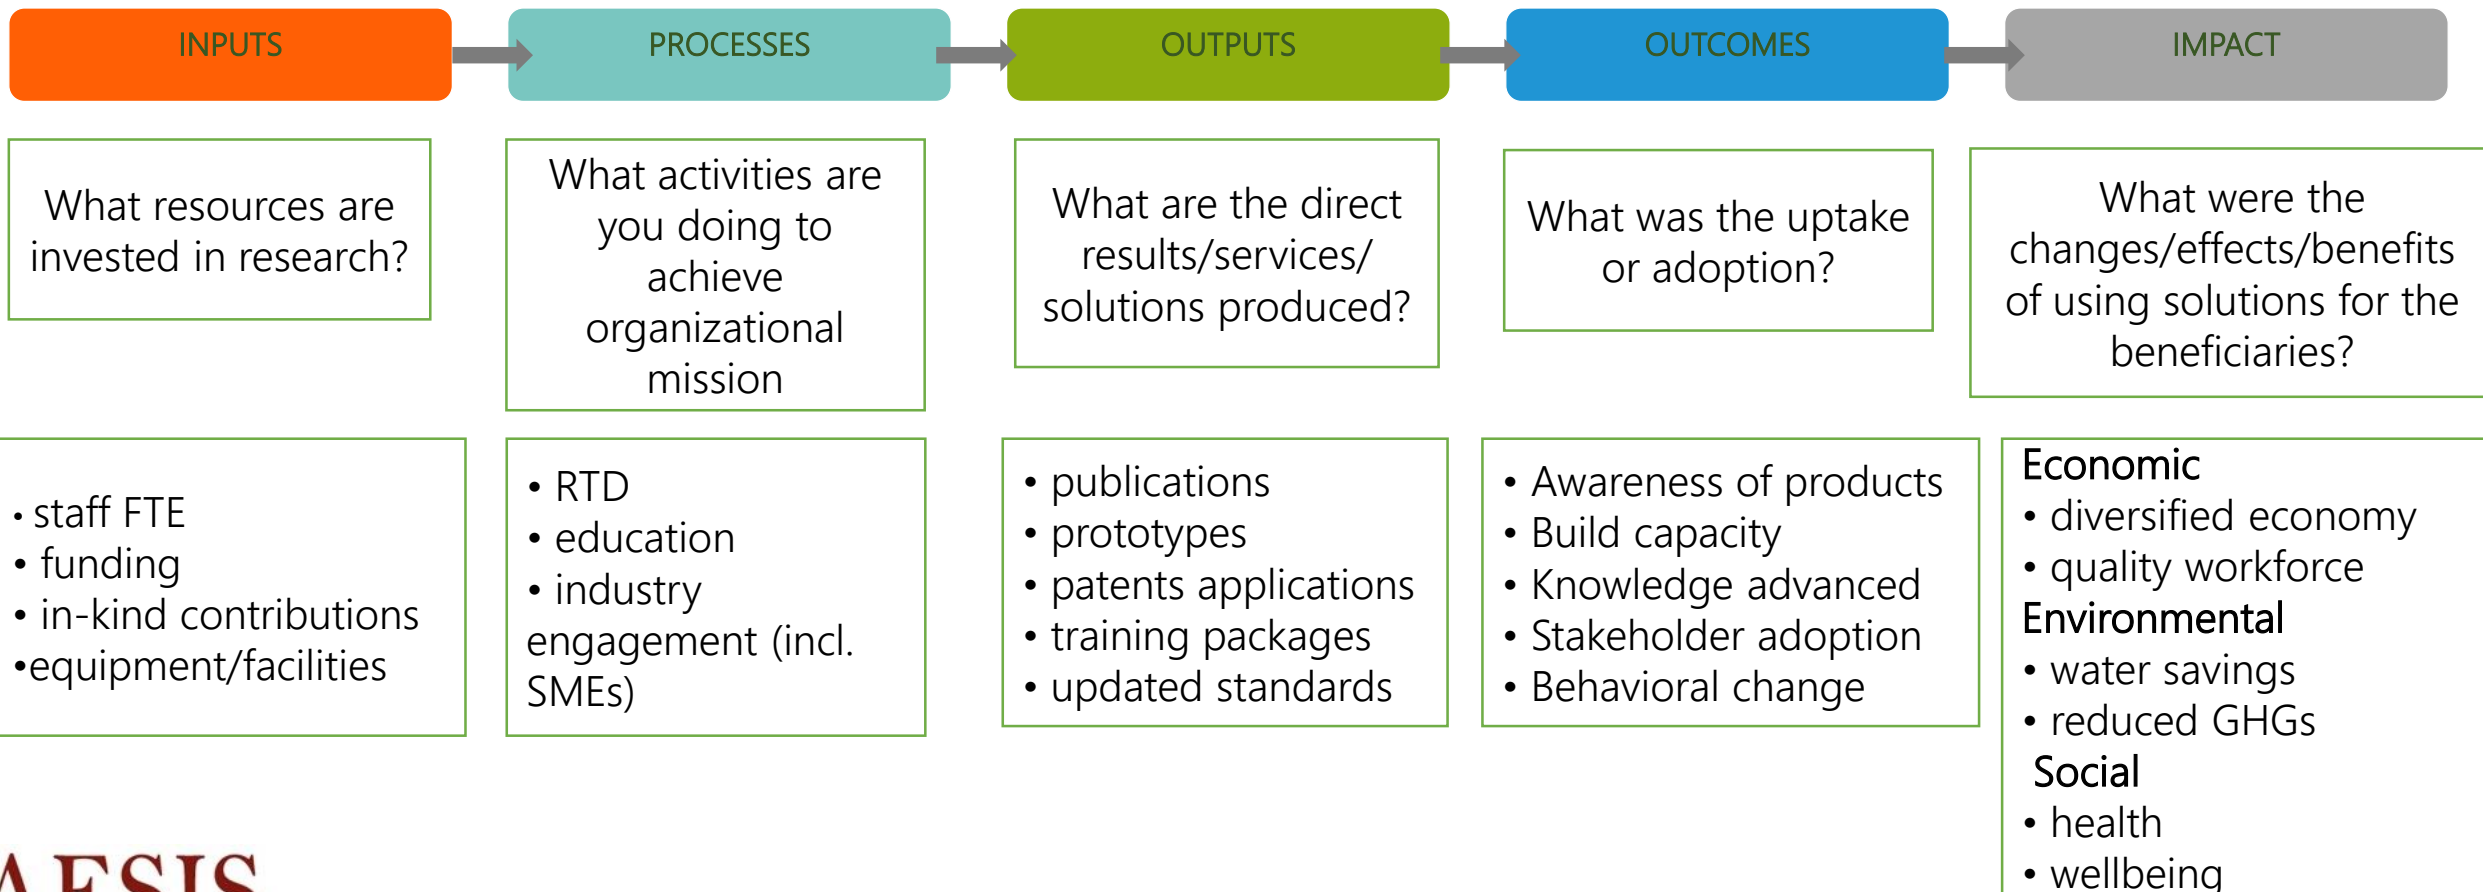 INPUTS
PROCESSES
OUTPUTS
OUTCOMES
IMPACT
What resources are
invested in research?
What activities are
you doing to
achieve
organizational
mission
What are the direct
results/services/
solutions produced?
What was the uptake
or adoption?
What were the
changes/effects/benefits
of using solutions for the
beneficiaries?
• staff FTE
• funding
• in-kind contributions
•equipment/facilities
• RTD
• education
• industry
engagement (incl.
SMEs)
• publications
• prototypes
• patents applications
• training packages
• updated standards
• Awareness of products
• Build capacity
• Knowledge advanced
• Stakeholder adoption
• Behavioral change
Economic
• diversified economy
• quality workforce
Environmental
• water savings
• reduced GHGs
Social
• health
• wellbeing
AESIS